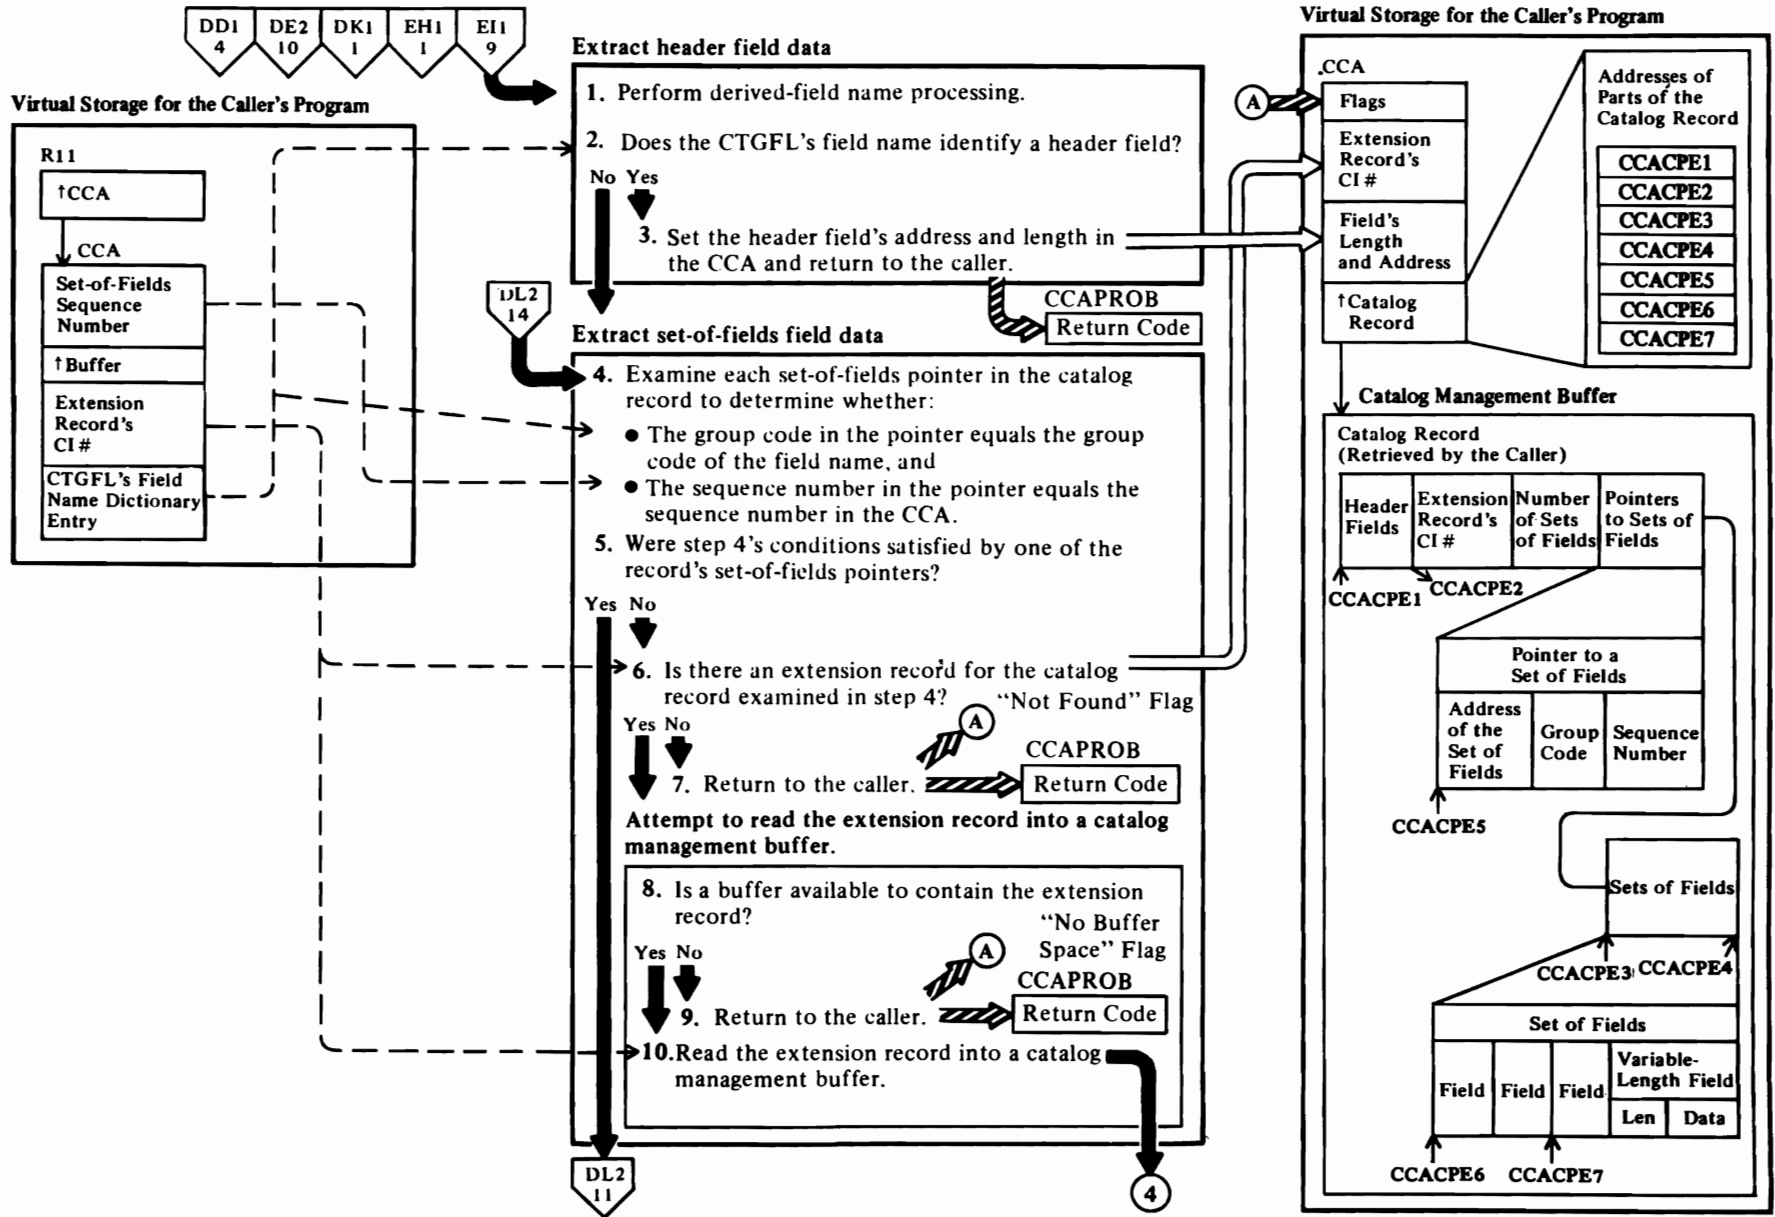 DD1
4
DE2
10
DK1
1
EH1
1
EI1
9
Virtual Storage for the Caller's Program
R11
↑CCA
CCA
Set-of-Fields
Sequence
Number
↑Buffer
Extension
Record's
CI #
CTGFL's Field
Name Dictionary
Entry
Extract header field data
1. Perform derived-field name processing.
2. Does the CTGFL's field name identify a header field?
No Yes
3. Set the header field's address and length in
the CCA and return to the caller.
CCAPROB
Return Code
DL2
14
Extract set-of-fields field data
4. Examine each set-of-fields pointer in the catalog
record to determine whether:
● The group code in the pointer equals the group
code of the field name, and
● The sequence number in the pointer equals the
sequence number in the CCA.
5. Were step 4's conditions satisfied by one of the
record's set-of-fields pointers?
Yes No
6. Is there an extension record for the catalog
record examined in step 4?
"Not Found" Flag
Yes No
A
CCAPROB
7. Return to the caller.
Return Code
Attempt to read the extension record into a catalog
management buffer.
8. Is a buffer available to contain the extension
record?
"No Buffer
Space" Flag
Yes No
A
CCAPROB
9. Return to the caller.
Return Code
10. Read the extension record into a catalog
management buffer.
DL2
11
4
Virtual Storage for the Caller's Program
CCA
A
Flags
Extension
Record's
CI #
Field's
Length
and Address
↑Catalog
Record
Addresses of
Parts of the
Catalog Record
CCACPE1
CCACPE2
CCACPE3
CCACPE4
CCACPE5
CCACPE6
CCACPE7
Catalog Management Buffer
Catalog Record
(Retrieved by the Caller)
Header
Fields
Extension
Record's
CI #
Number
of Sets
of Fields
Pointers
to Sets of
Fields
CCACPE1
CCACPE2
Pointer to a
Set of Fields
Address
of the
Set of
Fields
Group
Code
Sequence
Number
CCACPE5
Sets of Fields
CCACPE3
CCACPE4
Set of Fields
Field
Field
Field
Variable-
Length Field
Len
Data
CCACPE6
CCACPE7